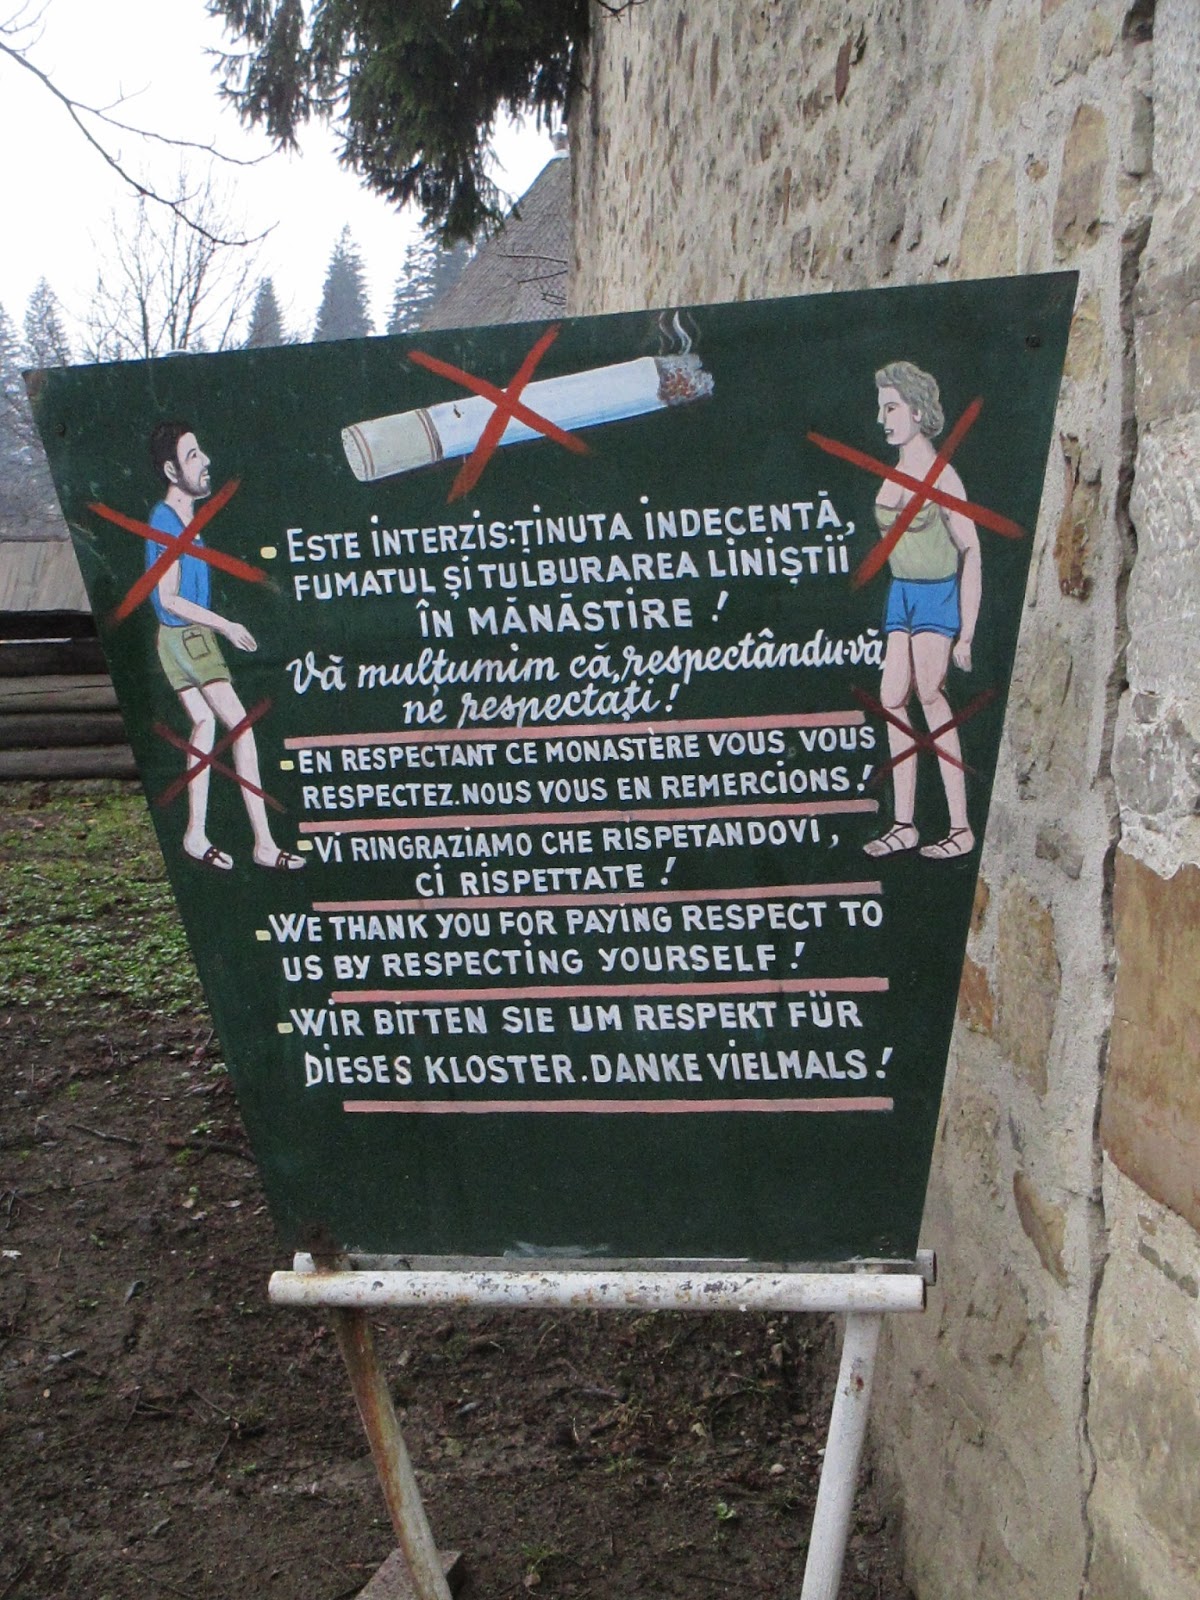 - ESTE INTERZIS: ȚINUTA INDECENTĂ,
FUMATUL ȘI TULBURAREA LINIȘTII
ÎN MĂNĂSTIRE !
Vă mulțumim că, respectându-vă,
ne respectați!
- EN RESPECTANT CE MONASTÈRE VOUS VOUS
RESPECTEZ. NOUS VOUS EN REMERCIONS !
- VI RINGRAZIAMO CHE RISPETANDOVI,
CI RISPETTATE !
- WE THANK YOU FOR PAYING RESPECT TO
US BY RESPECTING YOURSELF !
- WIR BITTEN SIE UM RESPEKT FÜR
DIESES KLOSTER. DANKE VIELMALS !